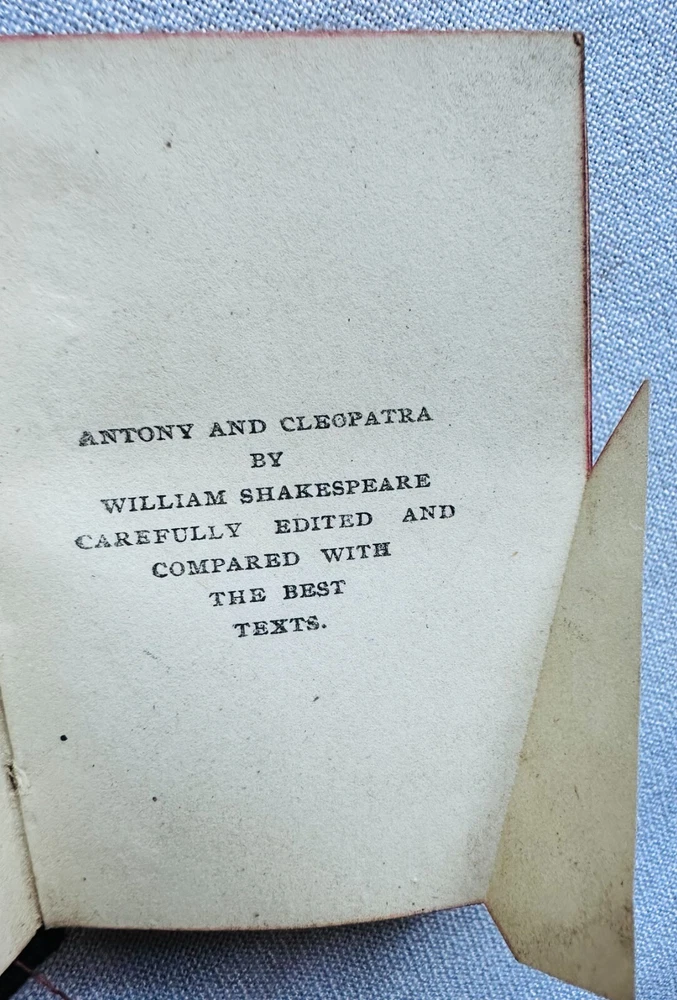 ANTONY AND CLEOPATRA
BY
WILLIAM SHAKESPEARE
CAREFULLY EDITED AND
COMPARED WITH
THE BEST
TEXTS.